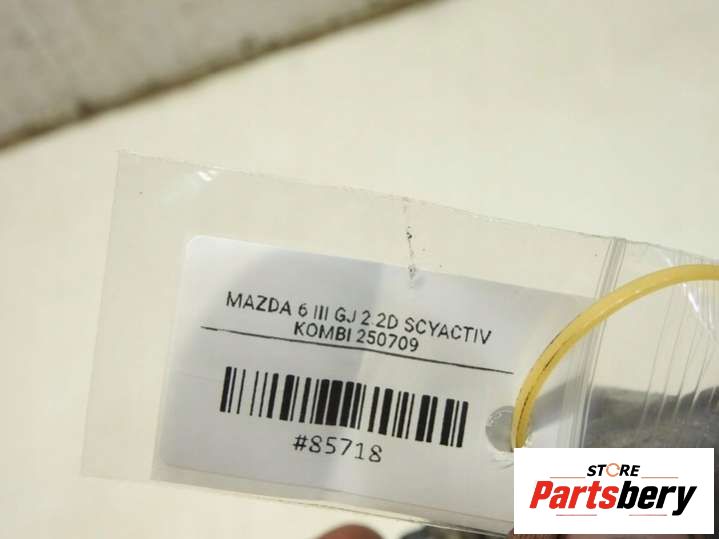 MAZDA 6 III GJ 2.2D SCYACTIV
KOMBI 250709
#85718
STORE
Partsbery